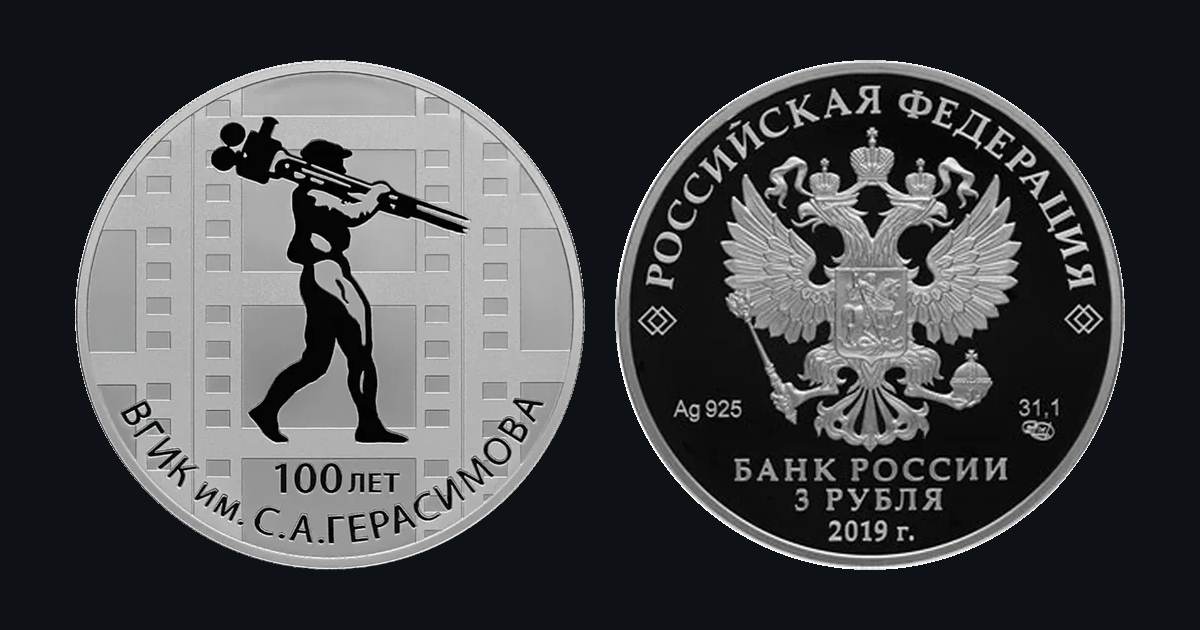 100 ЛЕТ
ВГИК им. С.А.ГЕРАСИМОВА
РОССИЙСКАЯ ФЕДЕРАЦИЯ
Ag 925
31,1
БАНК РОССИИ
3 РУБЛЯ
2019 г.